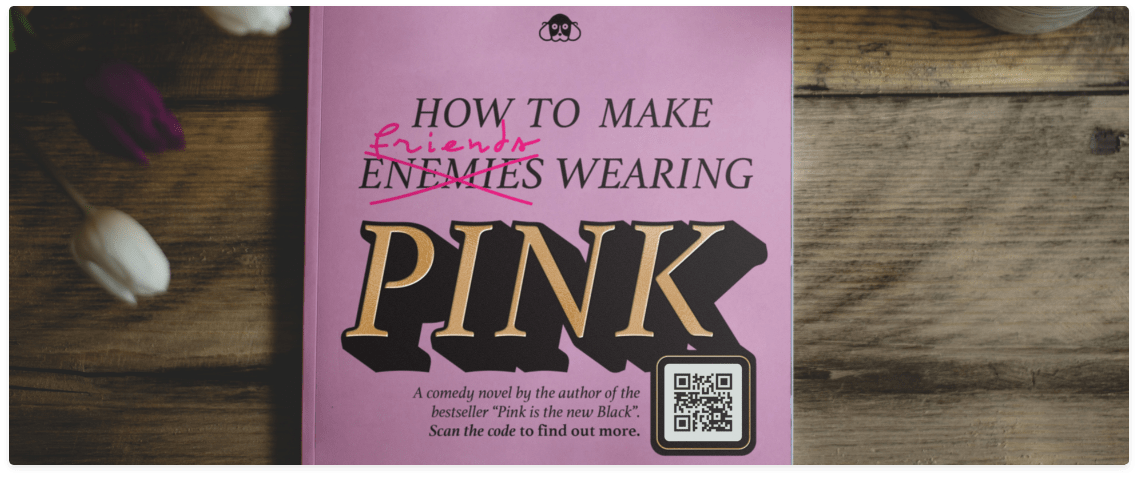 HOW TO MAKE
friends
ENEMIES WEARING
PINK
A comedy novel by the author of the
bestseller “Pink is the new Black”.
Scan the code to find out more.